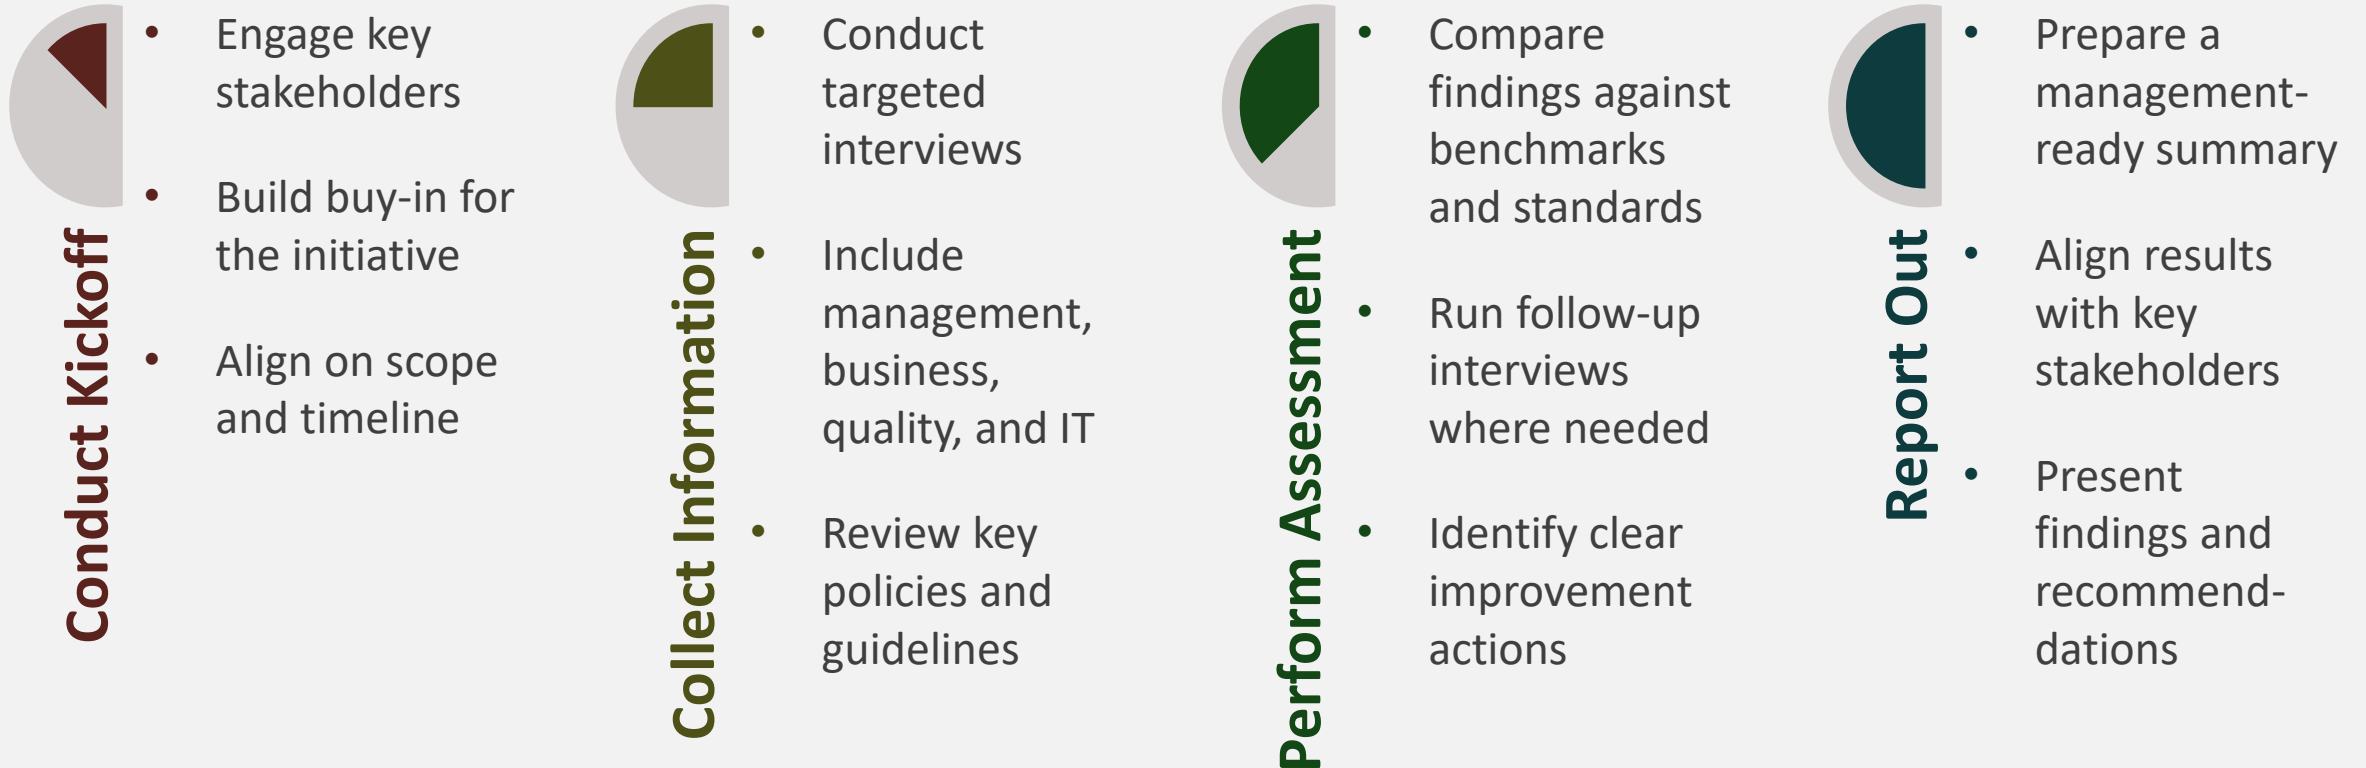 Conduct Kickoff
• Engage key
stakeholders
• Build buy-in for
the initiative
• Align on scope
and timeline
Collect Information
• Conduct
targeted
interviews
• Include
management,
business,
quality, and IT
• Review key
policies and
guidelines
Perform Assessment
• Compare
findings against
benchmarks
and standards
• Run follow-up
interviews
where needed
• Identify clear
improvement
actions
Report Out
• Prepare a
management-
ready summary
• Align results
with key
stakeholders
• Present
findings and
recommend-
dations